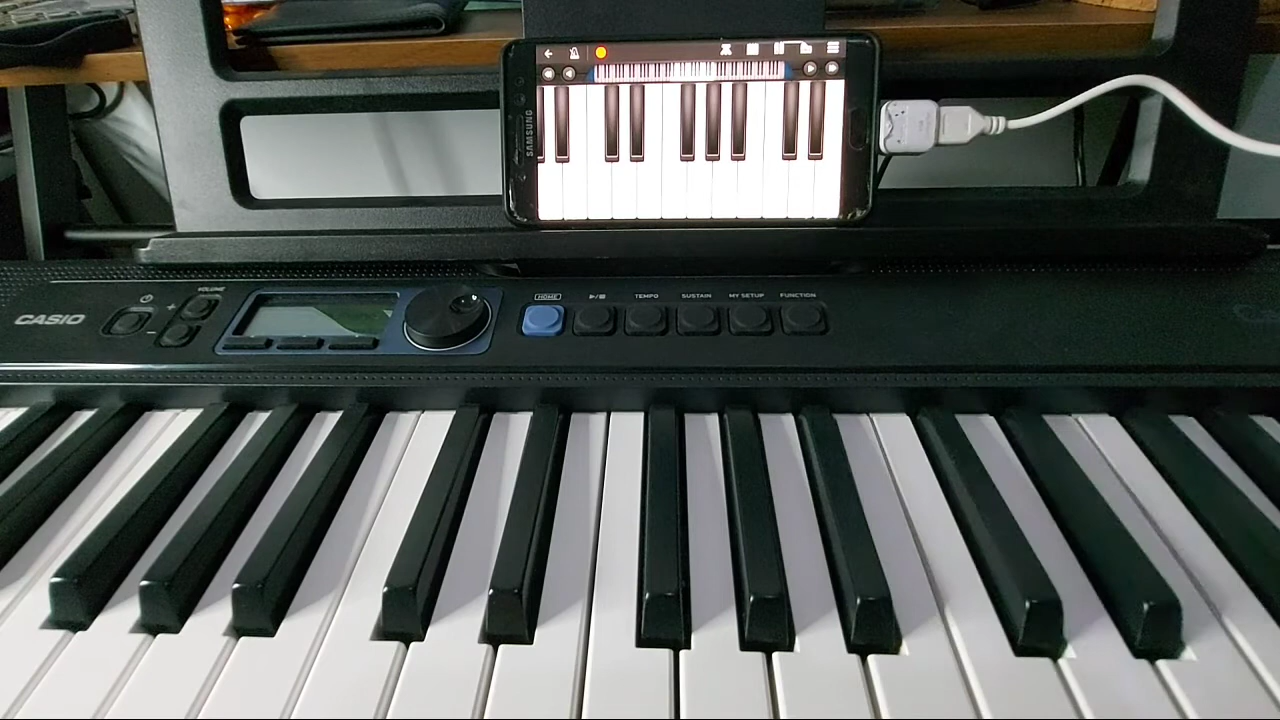 SAMSUNG
CASIO
VOLUME
+
-
HOME
TEMPO
SUSTAIN
MY SETUP
FUNCTION